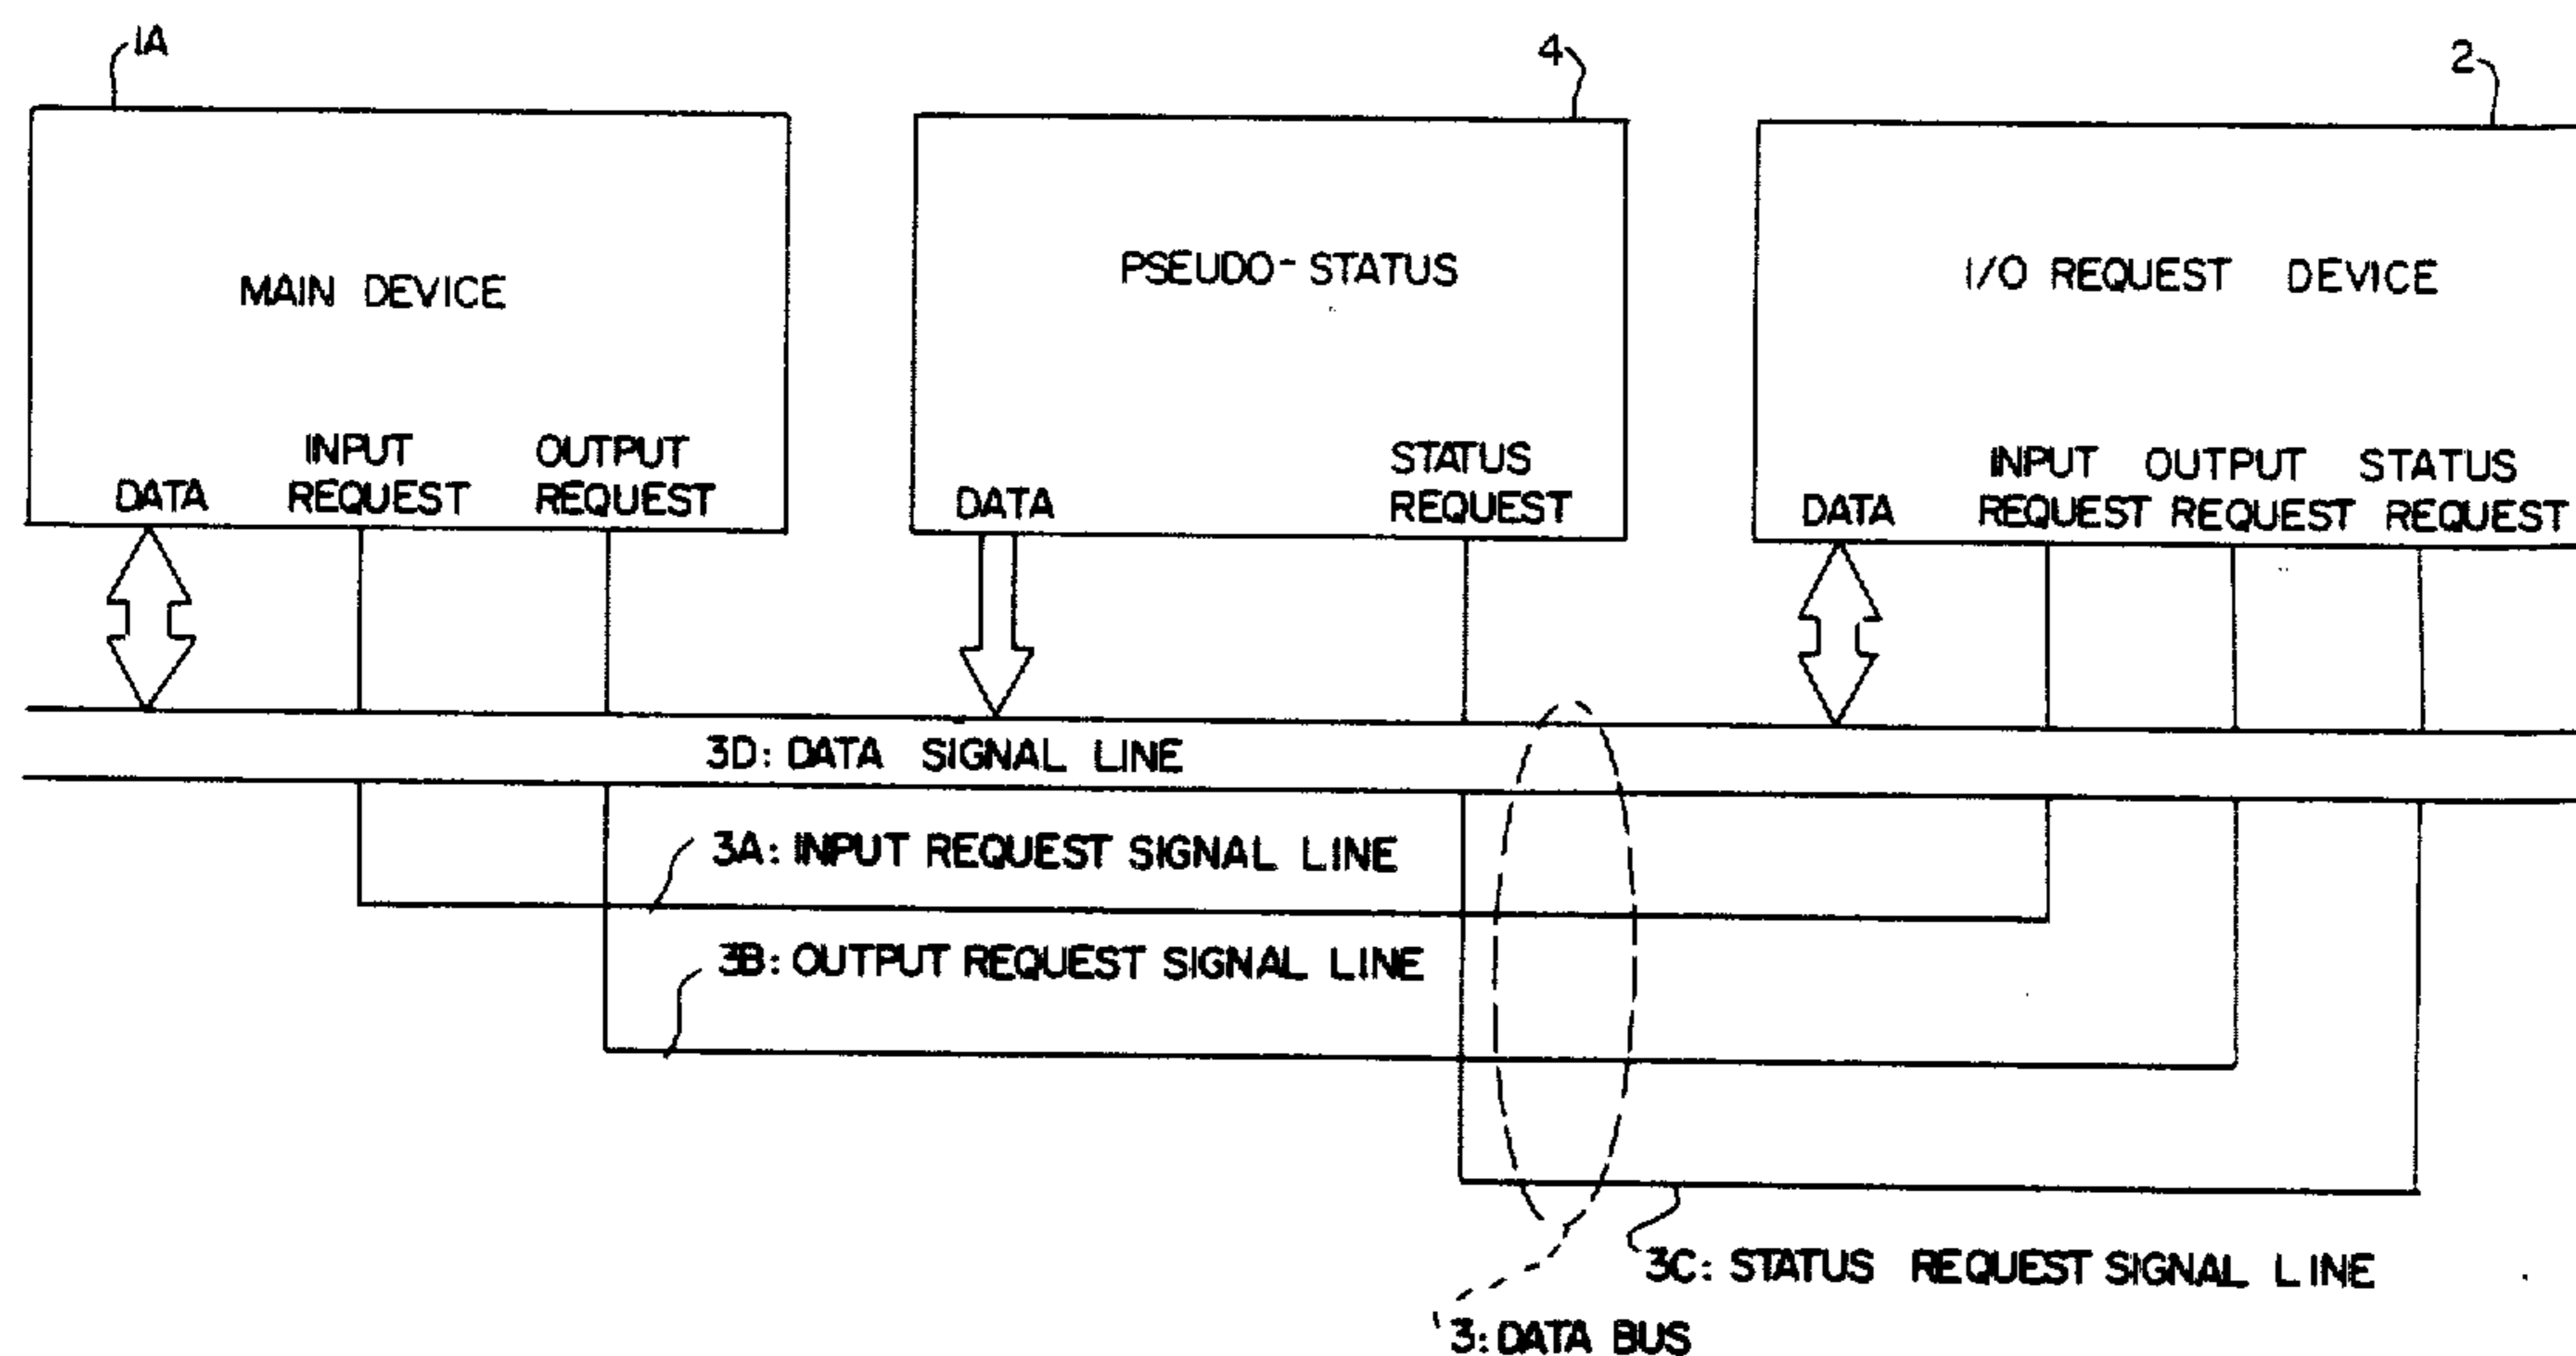 1A
4
2
MAIN DEVICE
PSEUDO-STATUS
I/O REQUEST DEVICE
DATA
INPUT
REQUEST
OUTPUT
REQUEST
DATA
STATUS
REQUEST
DATA
INPUT
REQUEST
OUTPUT
REQUEST
STATUS
REQUEST
3D: DATA SIGNAL LINE
3A: INPUT REQUEST SIGNAL LINE
3B: OUTPUT REQUEST SIGNAL LINE
3C: STATUS REQUEST SIGNAL LINE
3: DATA BUS